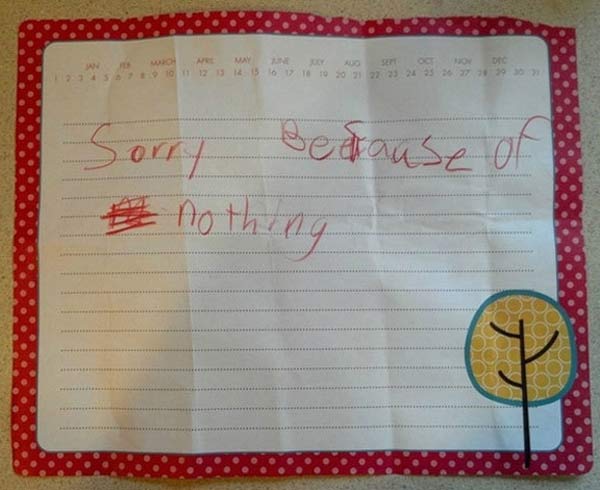 JAN FEB MARCH APRIL MAY JUNE JULY AUG SEPT OCT NOV DEC
1 2 3 4 5 6 7 8 9 10 11 12 13 14 15 16 17 18 19 20 21 22 23 24 25 26 27 28 29 30 31
Sorry Because of
nothing